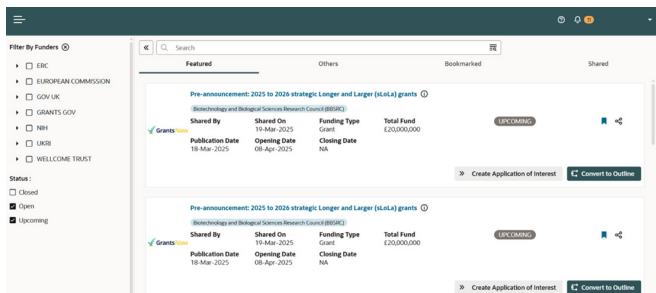 11
Filter By Funders
Search
ERC
EUROPEAN COMMISSION
GOV UK
GRANTS GOV
NIH
UKRI
WELLCOME TRUST
Status :
Closed
Open
Upcoming
Featured Others Bookmarked Shared
Pre-announcement: 2025 to 2026 strategic Longer and Larger (sLoLa) grants
Biotechnology and Biological Sciences Research Council (BBSRC)
Shared By Shared On Funding Type Total Fund
Grants 19-Mar-2025 Grant £20,000,000 UPCOMING
Publication Date Opening Date Closing Date
18-Mar-2025 08-Apr-2025 NA
Create Application of Interest Convert to Outline
Pre-announcement: 2025 to 2026 strategic Longer and Larger (sLoLa) grants
Biotechnology and Biological Sciences Research Council (BBSRC)
Shared By Shared On Funding Type Total Fund
Grants 19-Mar-2025 Grant £20,000,000 UPCOMING
Publication Date Opening Date Closing Date
18-Mar-2025 08-Apr-2025 NA
Create Application of Interest Convert to Outline